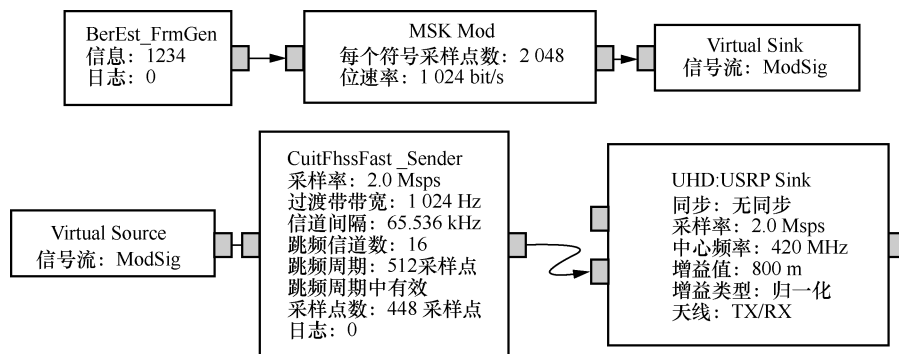 BerEst_FrmGen
信息：1234
日志：0
MSK Mod
每个符号采样点数：2 048
位速率：1 024 bit/s
Virtual Sink
信号流：ModSig
Virtual Source
信号流：ModSig
CuitFhssFast _Sender
采样率：2.0 Msps
过渡带带宽：1 024 Hz
信道间隔：65.536 kHz
跳频信道数：16
跳频周期：512采样点
跳频周期中有效
采样点数：448 采样点
日志：0
UHD:USRP Sink
同步：无同步
采样率：2.0 Msps
中心频率：420 MHz
增益值：800 m
增益类型：归一化
天线：TX/RX